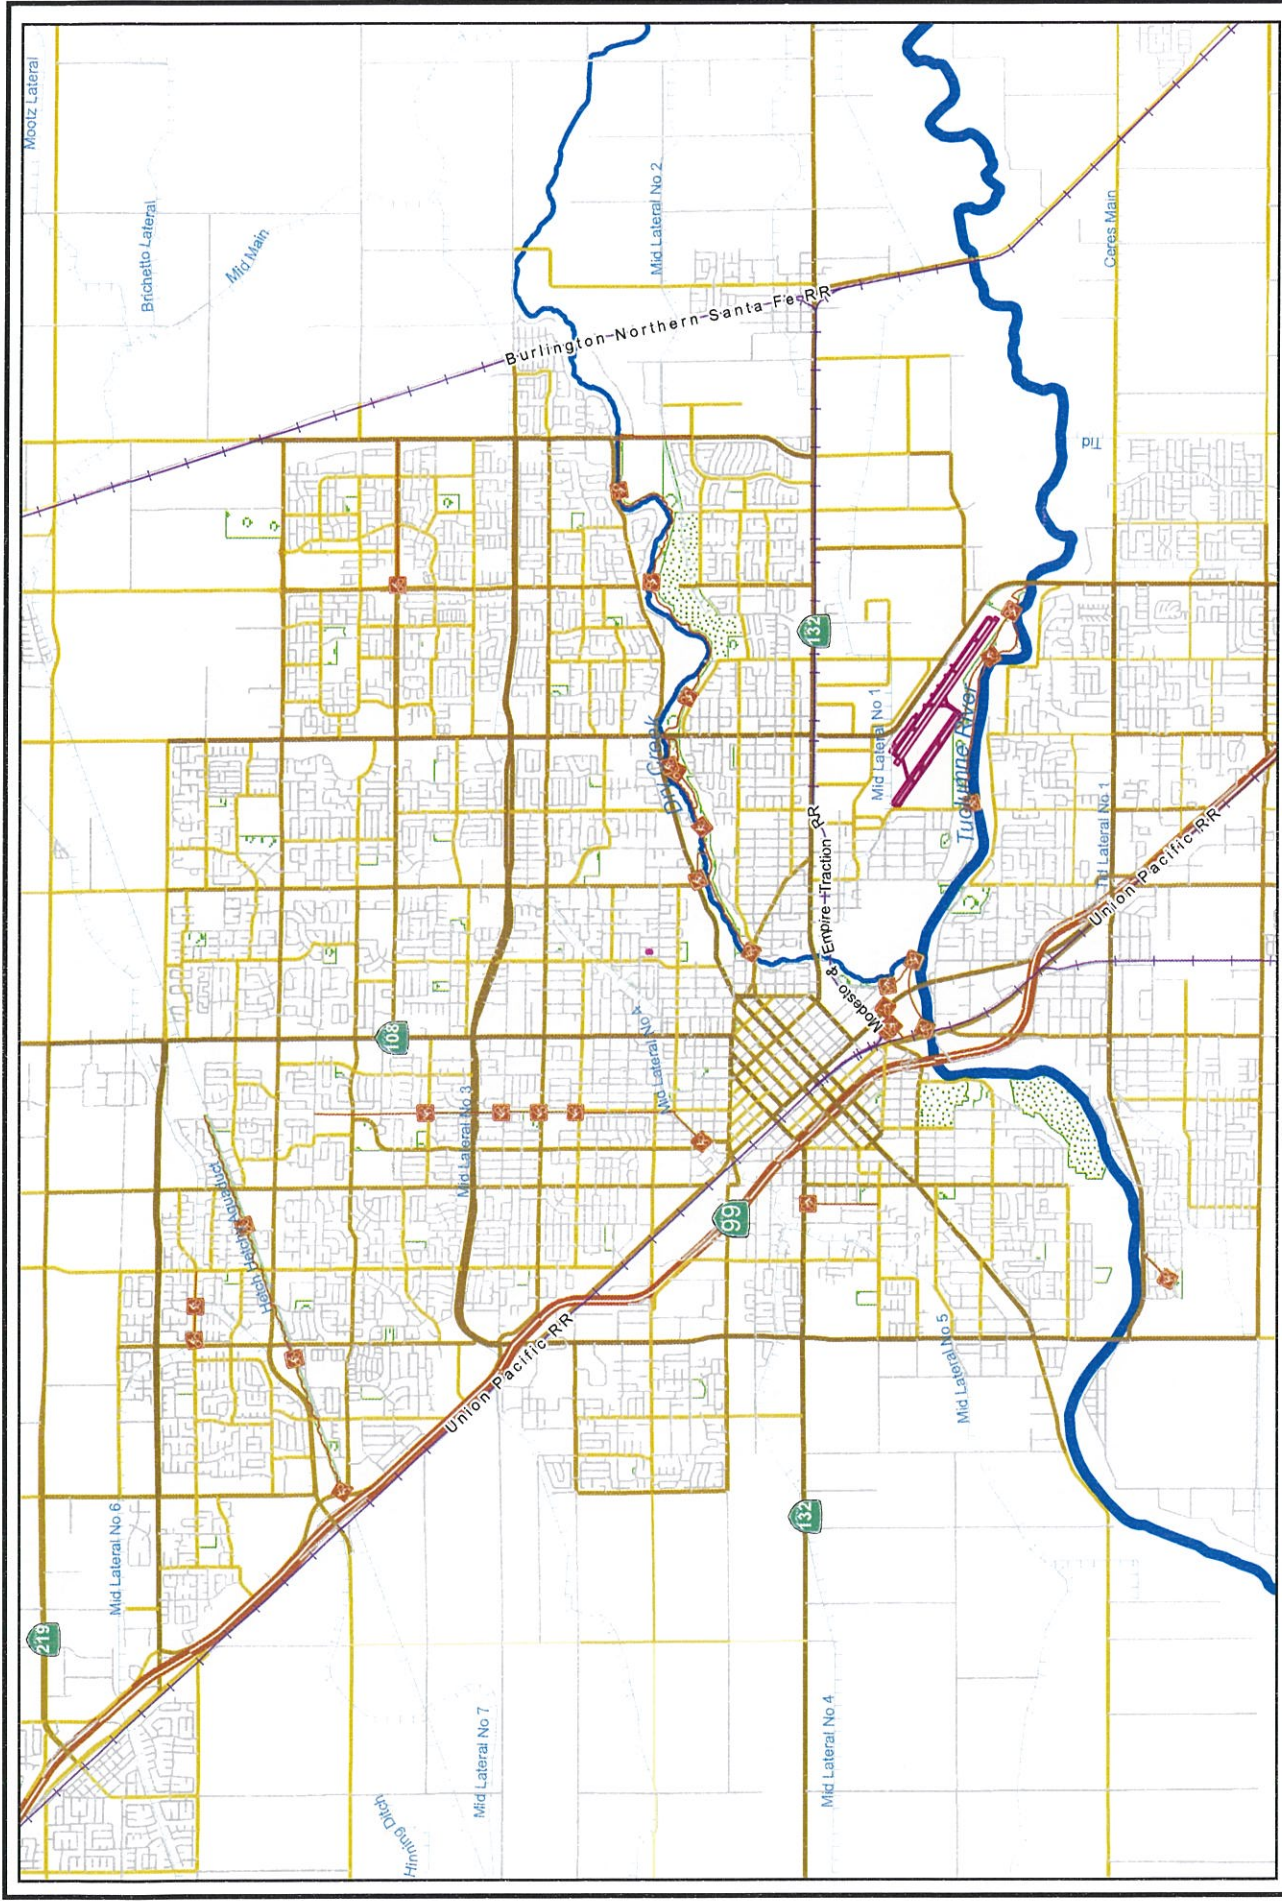 Mootz Lateral
Brichetto Lateral
Mid Main
Mid Lateral No 2
Burlington-Northern-Santa-Fe-RR
Ceres Main
Tid
132
Mid Lateral No 1
Dry Creek
Tuolumne River
Modesto & Empire-Traction-RR
Tid Lateral No 1
Union-Pacific-RR
108
Mid Lateral No 4
Mid Lateral No 3
Hetch Hetchy Aquaduct
99
Union-Pacific-RR
Mid Lateral No 5
132
Mid Lateral No 6
219
Mid Lateral No 7
Mid Lateral No 4
Hinning Ditch